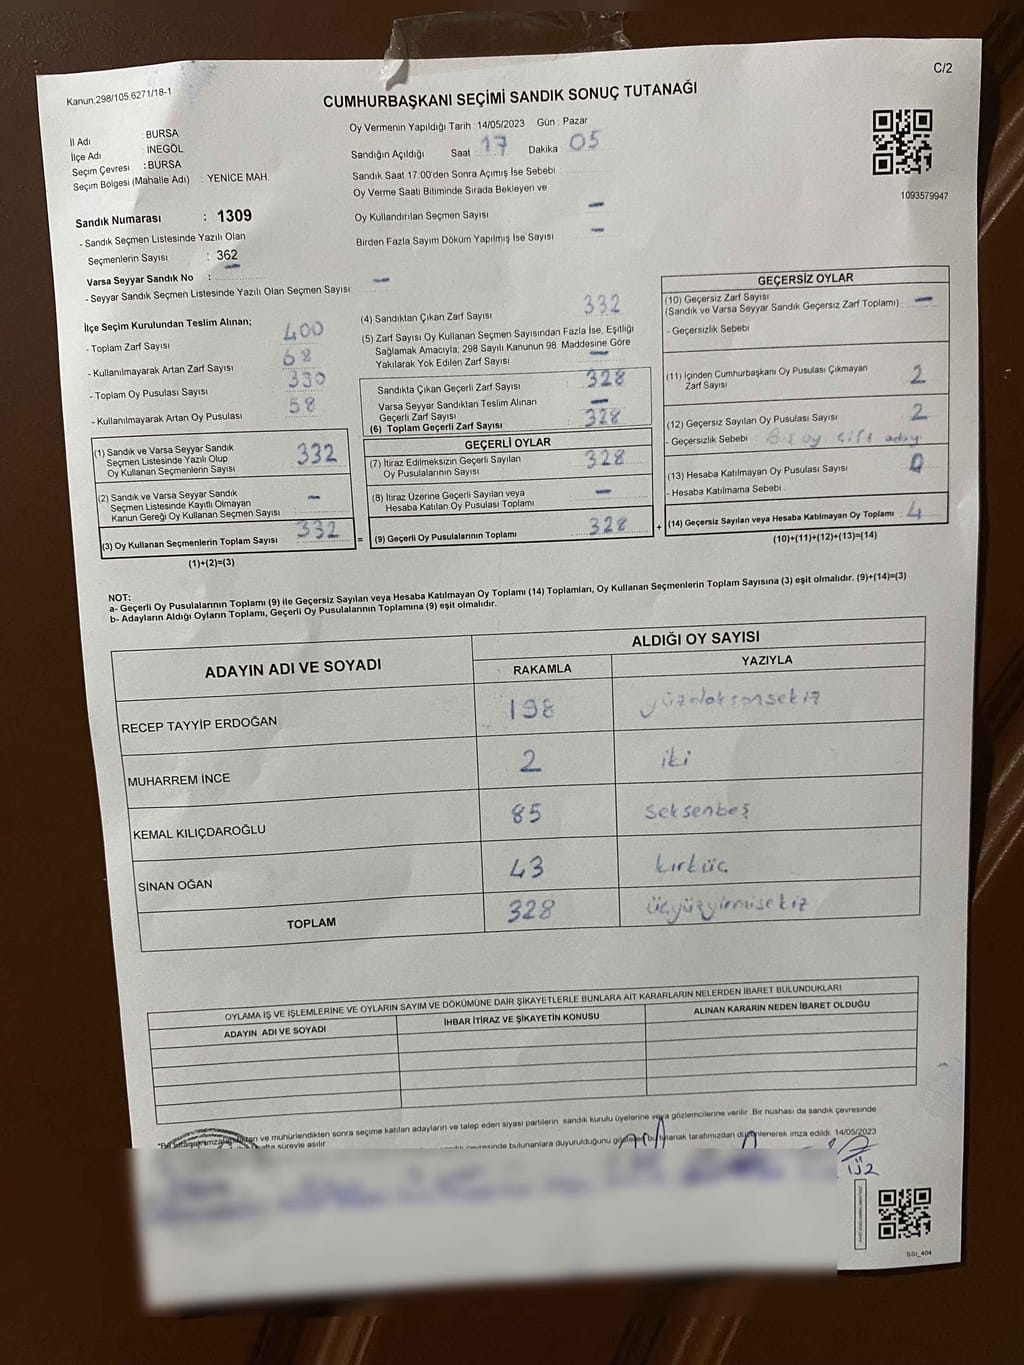 Kanun:298/105.6271/18-1
C/2
CUMHURBAŞKANI SEÇİMİ SANDIK SONUÇ TUTANAĞI
İl Adı : BURSA
İlçe Adı : İNEGÖL
Seçim Çevresi : BURSA
Seçim Bölgesi (Mahalle Adı) : YENİCE MAH.
Oy Vermenin Yapıldığı Tarih : 14/05/2023 Gün : Pazar
Sandığın Açıldığı Saat 17 Dakika 05
Sandık Saat 17:00'den Sonra Açımış İse Sebebi
Oy Verme Saati Bitiminde Sırada Bekleyen ve
Oy Kullandırılan Seçmen Sayısı –
Birden Fazla Sayım Döküm Yapılmış İse Sayısı –
1093579947
Sandık Numarası : 1309
- Sandık Seçmen Listesinde Yazılı Olan
Seçmenlerin Sayısı : 362
Varsa Seyyar Sandık No : –
- Seyyar Sandık Seçmen Listesinde Yazılı Olan Seçmen Sayısı –
İlçe Seçim Kurulundan Teslim Alınan;
- Toplam Zarf Sayısı 400
- Kullanılmayarak Artan Zarf Sayısı 68
- Toplam Oy Pusulası Sayısı 330
- Kullanılmayarak Artan Oy Pusulası 58
(1) Sandık ve Varsa Seyyar Sandık
Seçmen Listesinde Yazılı Olup
Oy Kullanan Seçmenlerin Sayısı 332
(2) Sandık ve Varsa Seyyar Sandık
Seçmen Listesinde Kayıtlı Olmayan
Kanun Gereği Oy Kullanan Seçmen Sayısı –
(3) Oy Kullanan Seçmenlerin Toplam Sayısı 332
(1)+(2)=(3)
(4) Sandıktan Çıkan Zarf Sayısı 332
(5) Zarf Sayısı Oy Kullanan Seçmen Sayısından Fazla İse, Eşitliği
Sağlamak Amacıyla; 298 Sayılı Kanunun 98. Maddesine Göre
Yakılarak Yok Edilen Zarf Sayısı –
Sandıkta Çıkan Geçerli Zarf Sayısı 328
Varsa Seyyar Sandıktan Teslim Alınan
Geçerli Zarf Sayısı –
(6) Toplam Geçerli Zarf Sayısı 328
GEÇERLİ OYLAR
(7) İtiraz Edilmeksizin Geçerli Sayılan
Oy Pusulalarının Sayısı 328
(8) İtiraz Üzerine Geçerli Sayılan veya
Hesaba Katılan Oy Pusulası Toplamı –
= (9) Geçerli Oy Pusulalarının Toplamı 328 +
GEÇERSİZ OYLAR
(10) Geçersiz Zarf Sayısı
(Sandık ve Varsa Seyyar Sandık Geçersiz Zarf Toplamı) –
- Geçersizlik Sebebi
(11) İçinden Cumhurbaşkanı Oy Pusulası Çıkmayan
Zarf Sayısı 2
(12) Geçersiz Sayılan Oy Pusulası Sayısı 2
- Geçersizlik Sebebi : Bir oy çift aday
(13) Hesaba Katılmayan Oy Pusulası Sayısı 0
- Hesaba Katılmama Sebebi
(14) Geçersiz Sayılan veya Hesaba Katılmayan Oy Toplamı 4
(10)+(11)+(12)+(13)=(14)
NOT:
a- Geçerli Oy Pusulalarının Toplamı (9) ile Geçersiz Sayılan veya Hesaba Katılmayan Oy Toplamı (14) Toplamları, Oy Kullanan Seçmenlerin Toplam Sayısına (3) eşit olmalıdır. (9)+(14)=(3)
b- Adayların Aldığı Oyların Toplamı, Geçerli Oy Pusulalarının Toplamına (9) eşit olmalıdır.
ADAYIN ADI VE SOYADI
ALDIĞI OY SAYISI
RAKAMLA YAZIYLA
RECEP TAYYİP ERDOĞAN 198 yüzdoksansekiz
MUHARREM İNCE 2 iki
KEMAL KILIÇDAROĞLU 85 seksenbeş
SİNAN OĞAN 43 kırküç
TOPLAM 328 üçyüzyirmisekiz
OYLAMA İŞ VE İŞLEMLERİNE VE OYLARIN SAYIM VE DÖKÜMÜNE DAİR ŞİKAYETLERLE BUNLARA AİT KARARLARIN NELERDEN İBARET BULUNDUKLARI
ADAYIN ADI VE SOYADI İHBAR İTİRAZ VE ŞİKAYETİN KONUSU ALINAN KARARIN NEDEN İBARET OLDUĞU
ve mühürlendikten sonra seçime katılan adayların ve talep eden siyasi partilerin sandık kurulu üyelerine veya gözlemcilerine verilir. Bir nüshası da sandık çevresinde
süreyle asılır. bulunanlara duyurulduğunu tutanak tarafımızdan düzenlenerek imza edildi. 14/05/2023
SSI_404